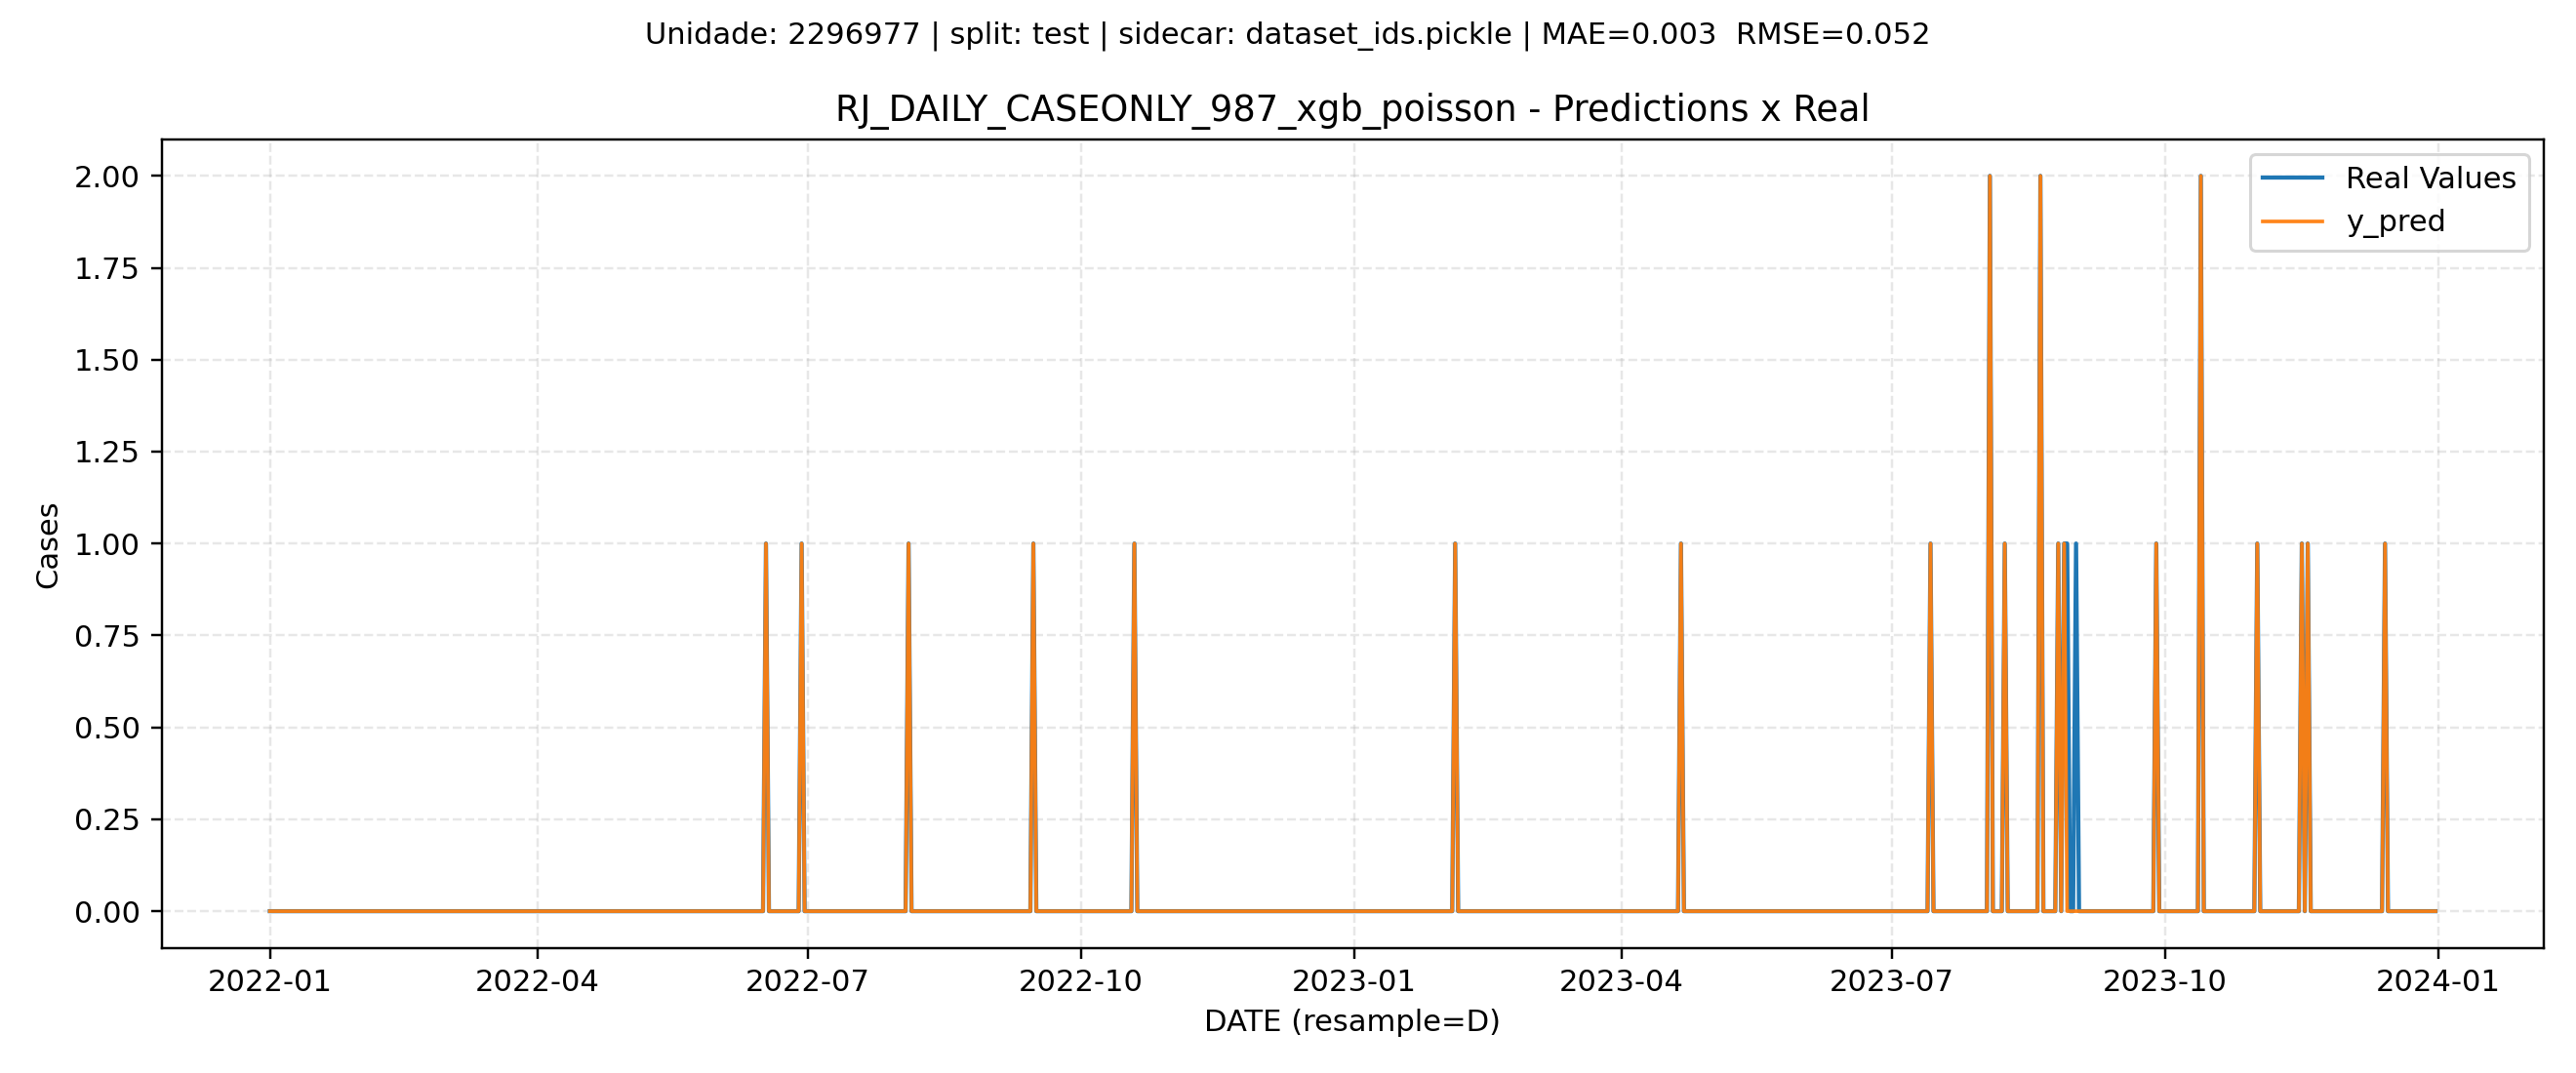 Unidade: 2296977 | split: test | sidecar: dataset_ids.pickle | MAE=0.003  RMSE=0.052
RJ_DAILY_CASEONLY_987_xgb_poisson - Predictions x Real
Real Values
y_pred
2.00
1.75
1.50
1.25
1.00
0.75
0.50
0.25
0.00
Cases
2022-01 2022-04 2022-07 2022-10 2023-01 2023-04 2023-07 2023-10 2024-01
DATE (resample=D)